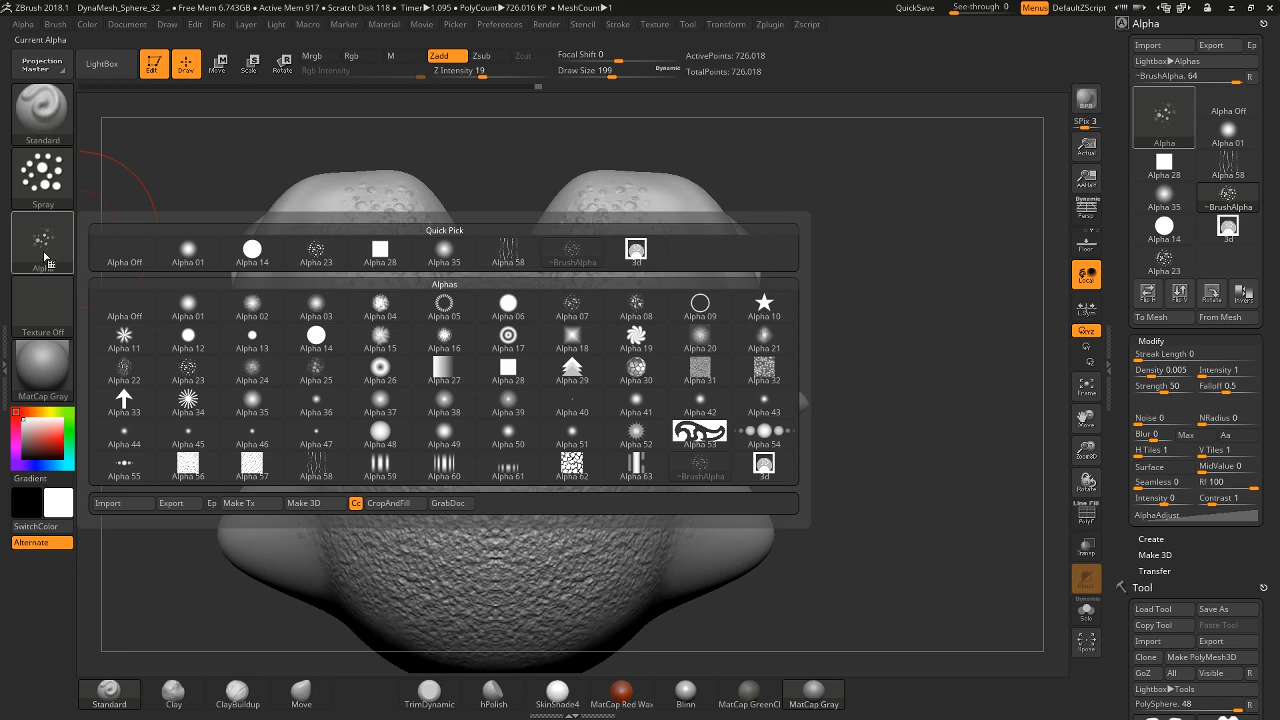 ZBrush 2018.1 DynaMesh_Sphere_32 .. • Free Mem 6.743GB • Active Mem 917 • Scratch Disk 118 • Timer▶1.095 • PolyCount▶726.016 KP • MeshCount▶1 QuickSave See-through 0 Menus DefaultZScript
Alpha Brush Color Document Draw Edit File Layer Light Macro Marker Material Movie Picker Preferences Render Stencil Stroke Texture Tool Transform Zplugin Zscript
Current Alpha
Projection Master
LightBox
Edit Draw Move Scale Rotate
Mrgb Rgb M Zadd Zsub Zcut
Rgb Intensity Z Intensity 19
Focal Shift 0
Draw Size 199 Dynamic
ActivePoints: 726.018
TotalPoints: 726.018
Standard
Spray
Alpha
Texture Off
MatCap Gray
Gradient
SwitchColor
Alternate
Quick Pick
Alpha Off Alpha 01 Alpha 14 Alpha 23 Alpha 28 Alpha 35 Alpha 58 ~BrushAlpha 3d
Alphas
Alpha Off Alpha 01 Alpha 02 Alpha 03 Alpha 04 Alpha 05 Alpha 06 Alpha 07 Alpha 08 Alpha 09 Alpha 10
Alpha 11 Alpha 12 Alpha 13 Alpha 14 Alpha 15 Alpha 16 Alpha 17 Alpha 18 Alpha 19 Alpha 20 Alpha 21
Alpha 22 Alpha 23 Alpha 24 Alpha 25 Alpha 26 Alpha 27 Alpha 28 Alpha 29 Alpha 30 Alpha 31 Alpha 32
Alpha 33 Alpha 34 Alpha 35 Alpha 36 Alpha 37 Alpha 38 Alpha 39 Alpha 40 Alpha 41 Alpha 42 Alpha 43
Alpha 44 Alpha 45 Alpha 46 Alpha 47 Alpha 48 Alpha 49 Alpha 50 Alpha 51 Alpha 52 Alpha 53 Alpha 54
Alpha 55 Alpha 56 Alpha 57 Alpha 58 Alpha 59 Alpha 60 Alpha 61 Alpha 62 Alpha 63 ~BrushAlpha 3d
Import Export Ep Make Tx Make 3D Cc CropAndFill GrabDoc
Standard Clay ClayBuildup Move TrimDynamic hPolish SkinShade4 MatCap Red Wax Blinn MatCap GreenCl MatCap Gray
BPR
SPix 3
Actual
AAHalf
Dynamic
Persp
Floor
Local
L.Sym
Qxyz
Frame
Move
Zoom3D
Rotate
Line Fill
PolyF
Transp
Ghost
Dynamic
Solo
Xpose
Alpha
Import Export Ep
Lightbox▶Alphas
~BrushAlpha. 64 R
Alpha Alpha Off
Alpha 01
Alpha 28 Alpha 58
Alpha 35 ~BrushAlpha
Alpha 14 3d
Alpha 23
Flip H Flip V Rotate Invers
To Mesh From Mesh
Modify
Streak Length 0
Density 0.005 Intensity 1
Strength 50 Falloff 0.5
Noise 0 NRadius 0
Blur 0 Max Aa
H Tiles 1 V Tiles 1
Surface MidValue 0
Seamless 0 Rf 100
Intensity 0 Contrast 1
AlphaAdjust
Create
Make 3D
Transfer
Tool
Load Tool Save As
Copy Tool Paste Tool
Import Export
Clone Make PolyMesh3D
GoZ All Visible R
Lightbox▶Tools
PolySphere. 48 R